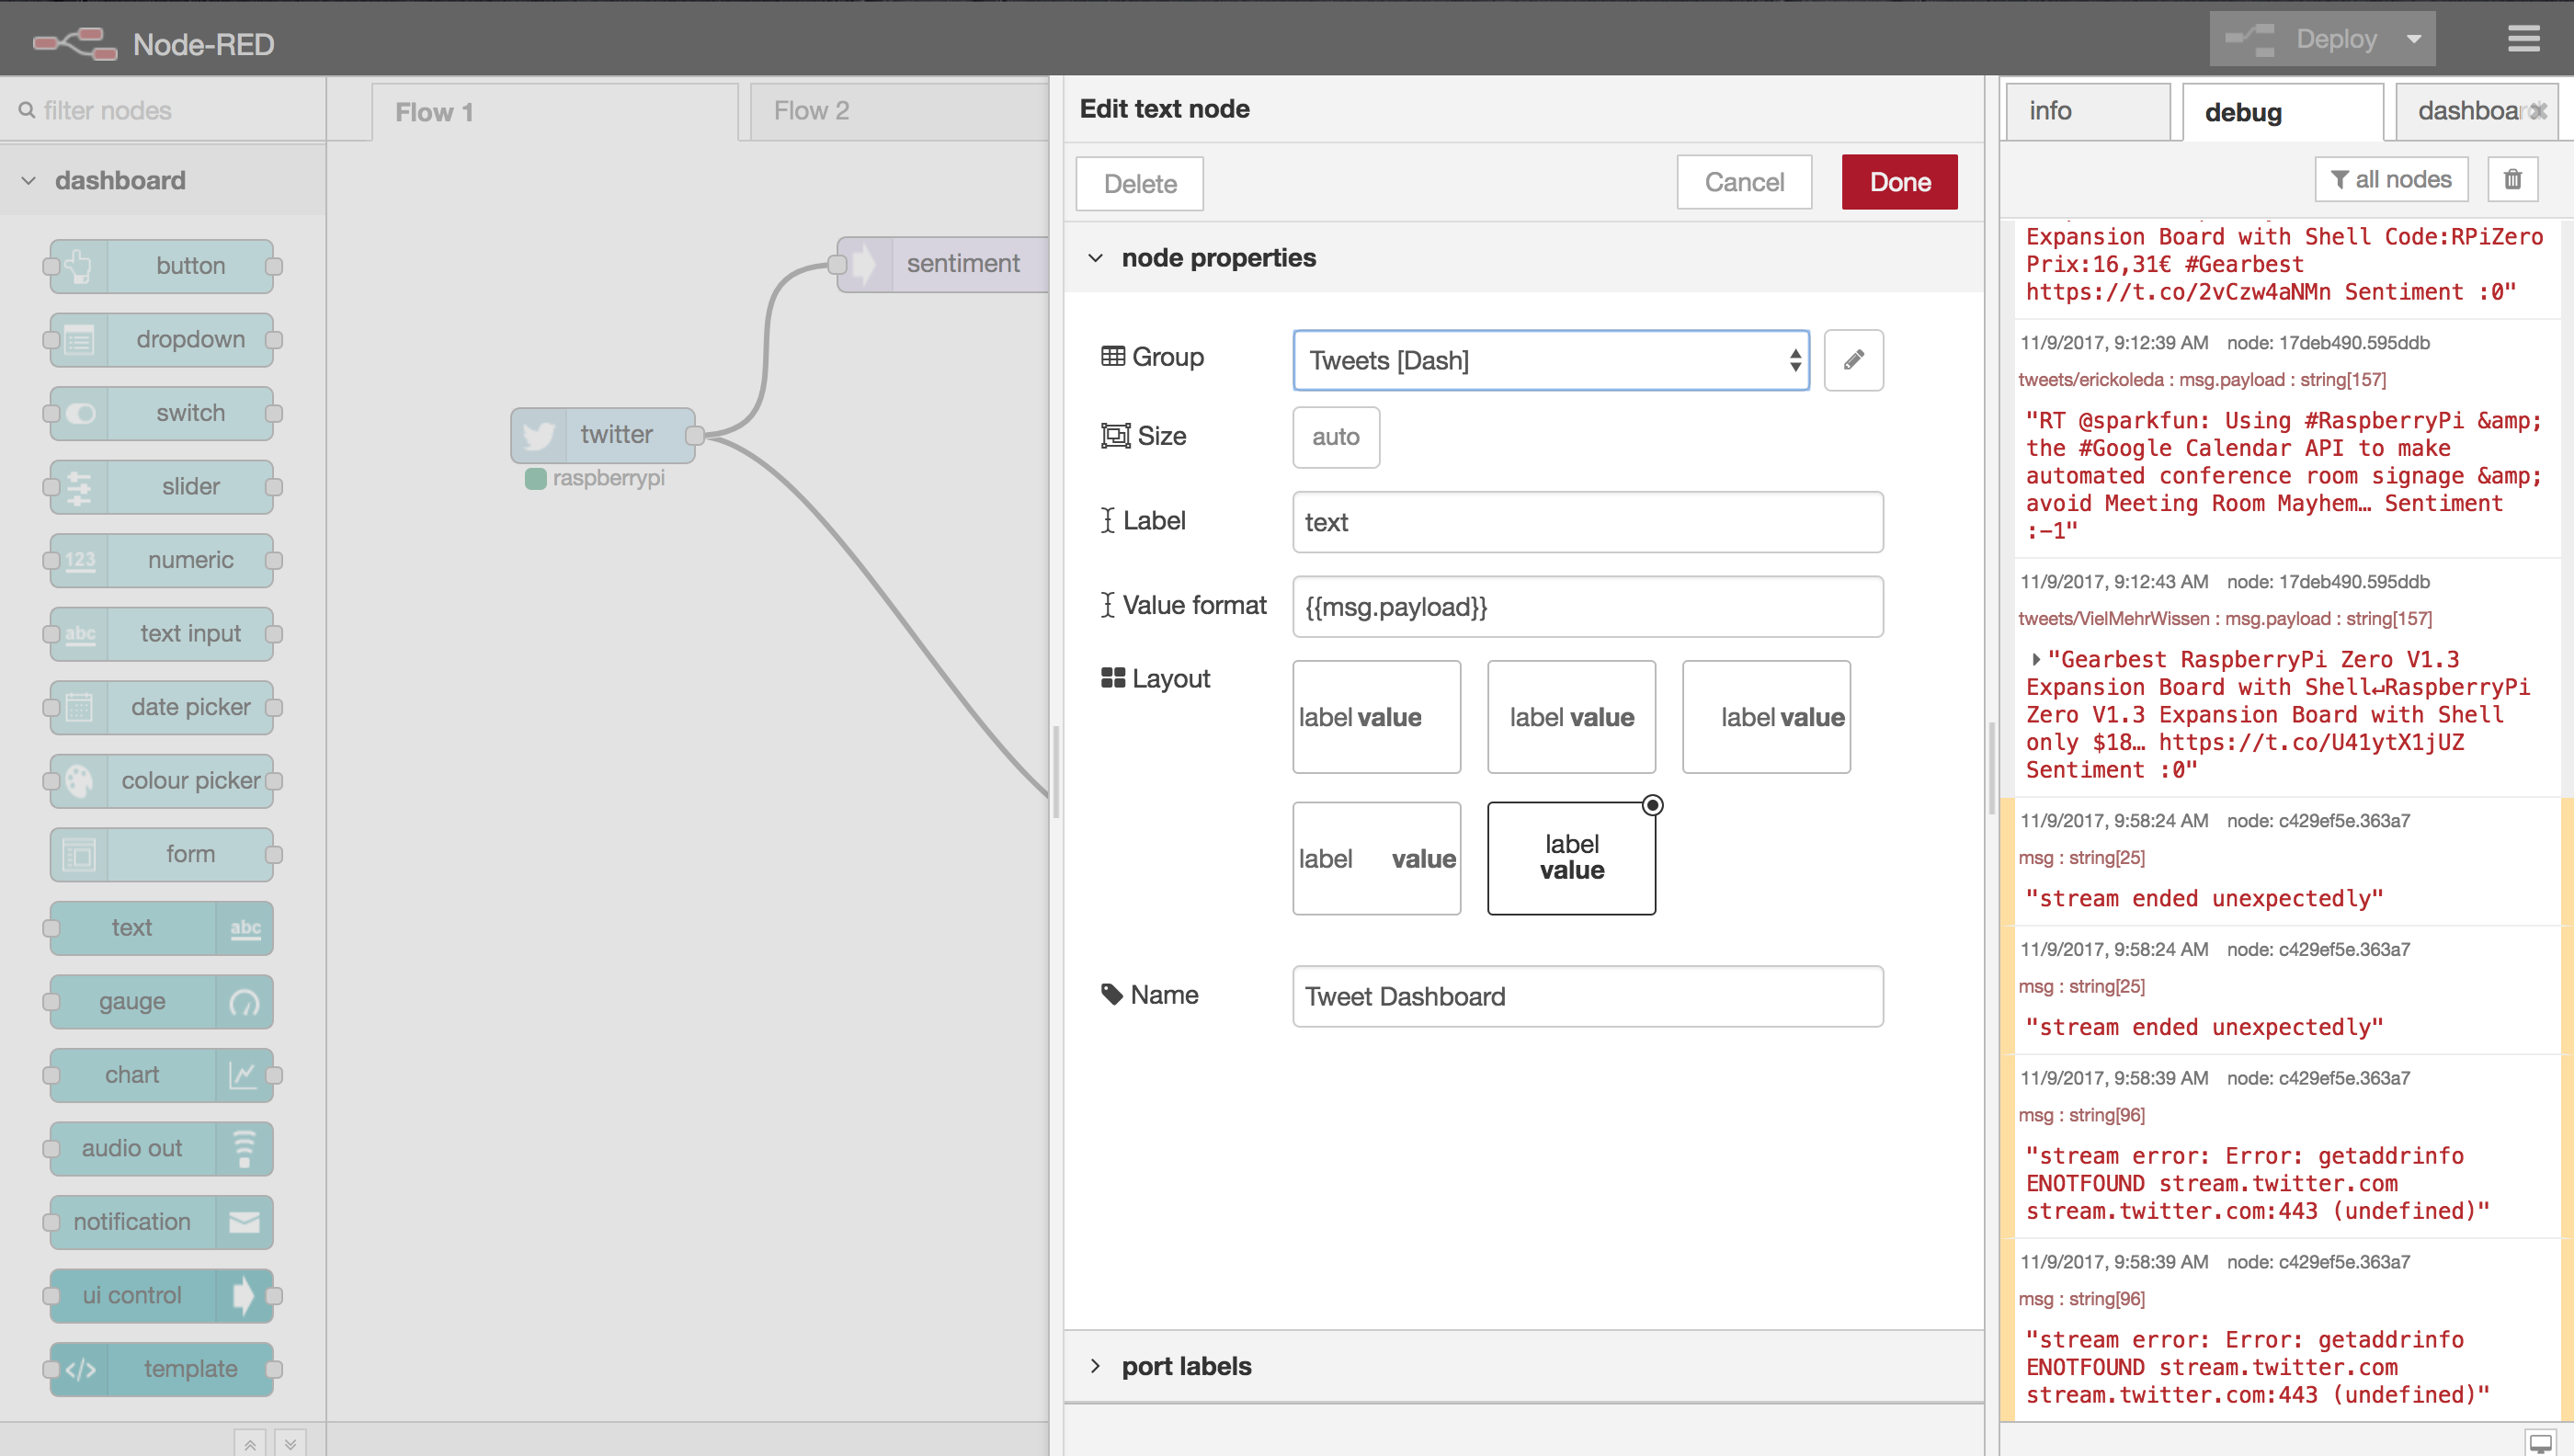 Node-RED
Deploy
filter nodes
dashboard
button
dropdown
switch
slider
123
numeric
abc
text input
date picker
colour picker
form
text
abc
gauge
chart
audio out
notification
ui control
</>
template
Flow 1
Flow 2
sentiment
twitter
raspberrypi
Edit text node
Delete
Cancel
Done
node properties
Group
Tweets [Dash]
Size
auto
Label
text
Value format
{{msg.payload}}
Layout
label value
label value
label value
label value
label
value
Name
Tweet Dashboard
port labels
info
debug
all nodes
Expansion Board with Shell Code:RPiZero
Prix:16,31€ #Gearbest
https://t.co/2vCzw4aNMn Sentiment :0"
11/9/2017, 9:12:39 AM node: 17deb490.595ddb
tweets/erickoleda : msg.payload : string[157]
"RT @sparkfun: Using #RaspberryPi &amp;
the #Google Calendar API to make
automated conference room signage &amp;
avoid Meeting Room Mayhem… Sentiment
:-1"
11/9/2017, 9:12:43 AM node: 17deb490.595ddb
tweets/VielMehrWissen : msg.payload : string[157]
"Gearbest RaspberryPi Zero V1.3
Expansion Board with Shell↵RaspberryPi
Zero V1.3 Expansion Board with Shell
only $18… https://t.co/U41ytX1jUZ
Sentiment :0"
11/9/2017, 9:58:24 AM node: c429ef5e.363a7
msg : string[25]
"stream ended unexpectedly"
11/9/2017, 9:58:24 AM node: c429ef5e.363a7
msg : string[25]
"stream ended unexpectedly"
11/9/2017, 9:58:39 AM node: c429ef5e.363a7
msg : string[96]
"stream error: Error: getaddrinfo
ENOTFOUND stream.twitter.com
stream.twitter.com:443 (undefined)"
11/9/2017, 9:58:39 AM node: c429ef5e.363a7
msg : string[96]
"stream error: Error: getaddrinfo
ENOTFOUND stream.twitter.com
stream.twitter.com:443 (undefined)"